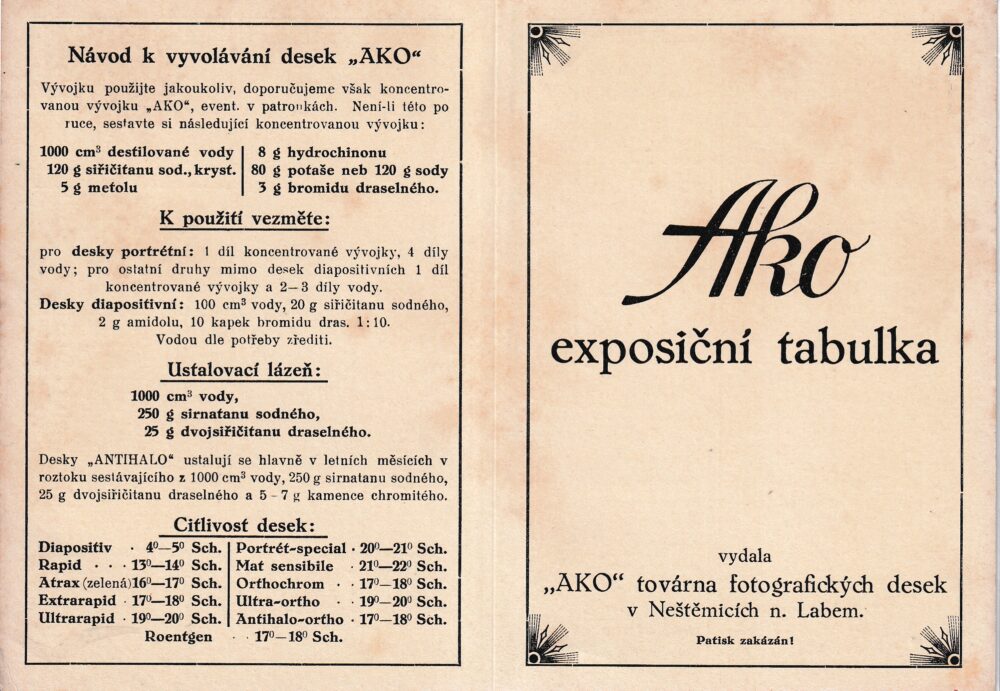 Návod k vyvolávání desek „AKO“
Vývojku použijte jakoukoliv, doporučujeme však koncentro-
vanou vývojku „AKO“, event. v patronkách. Není-li této po
ruce, sestavte si následující koncentrovanou vývojku:
1000 cm³ destilované vody
120 g siřičitanu sod., kryst.
5 g metolu
8 g hydrochinonu
80 g potaše neb 120 g sody
3 g bromidu draselného.
K použití vezměte:
pro desky portrétní: 1 díl koncentrované vývojky, 4 díly
vody; pro ostatní druhy mimo desek diapositivních 1 díl
koncentrované vývojky a 2—3 díly vody.
Desky diapositivní: 100 cm³ vody, 20 g siřičitanu sodného,
2 g amidolu, 10 kapek bromidu dras. 1:10.
Vodou dle potřeby zřediti.
Ustalovací lázeň:
1000 cm³ vody,
250 g sirnatanu sodného,
25 g dvojsiřičitanu draselného.
Desky „ANTIHALO“ ustalují se hlavně v letních měsících v
roztoku sestávajícího z 1000 cm³ vody, 250 g sirnatanu sodného,
25 g dvojsiřičitanu draselného a 5-7 g kamence chromitého.
Citlivost desek:
Diapositiv · 4⁰—5⁰ Sch.
Rapid · · · 13⁰—14⁰ Sch.
Atrax (zelená) 16⁰—17⁰ Sch.
Extrarapid · 17⁰—18⁰ Sch.
Ultrarapid · 19⁰—20⁰ Sch.
Portrét-special · 20⁰—21⁰ Sch.
Mat sensibile · 21⁰—22⁰ Sch.
Orthochrom · · 17⁰—18⁰ Sch.
Ultra-ortho · · 19⁰—20⁰ Sch.
Antihalo-ortho · 17⁰—18⁰ Sch.
Roentgen · · 17⁰—18⁰ Sch.
Ako
exposiční tabulka
vydala
„AKO“ továrna fotografických desek
v Neštěmicích n. Labem.
Patisk zakázán!